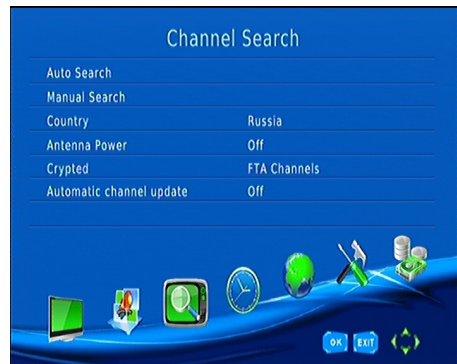 Channel Search
Auto Search
Manual Search
Country Russia
Antenna Power Off
Crypted FTA Channels
Automatic channel update Off
OK EXIT